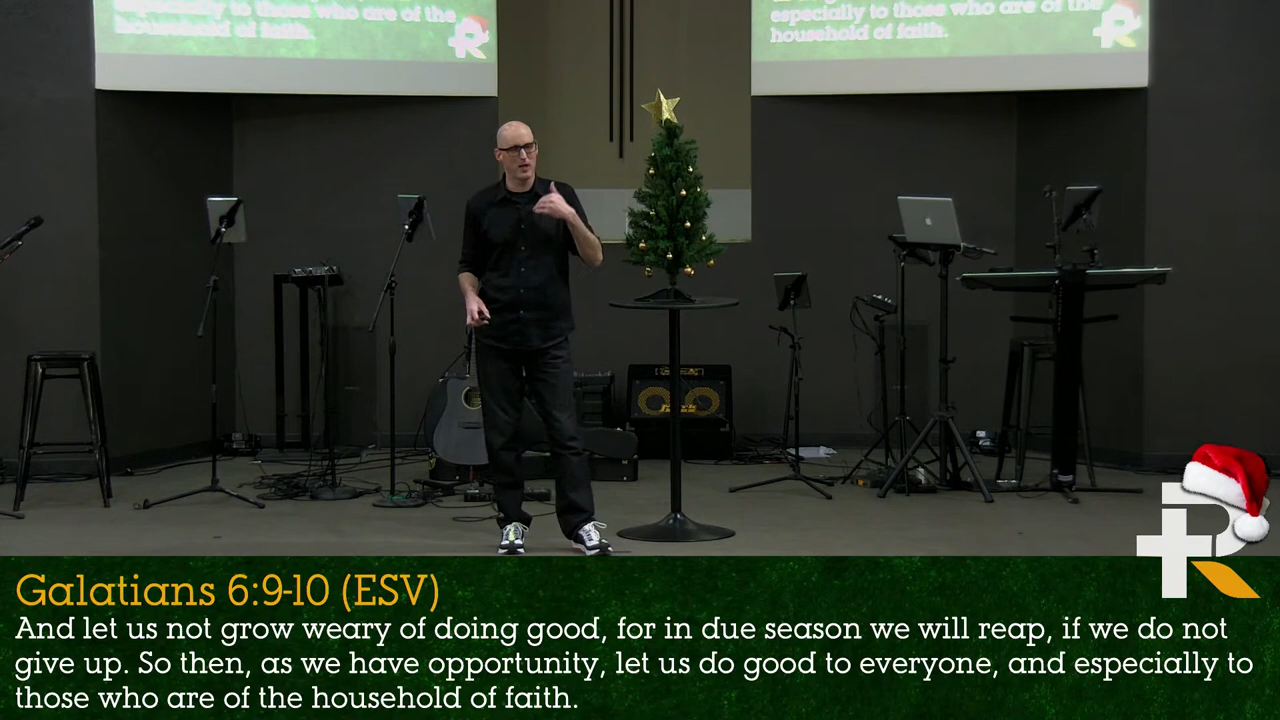 especially to those who are of the
household of faith.
especially to those who are of the
household of faith.
Galatians 6:9-10 (ESV)
And let us not grow weary of doing good, for in due season we will reap, if we do not
give up. So then, as we have opportunity, let us do good to everyone, and especially to
those who are of the household of faith.